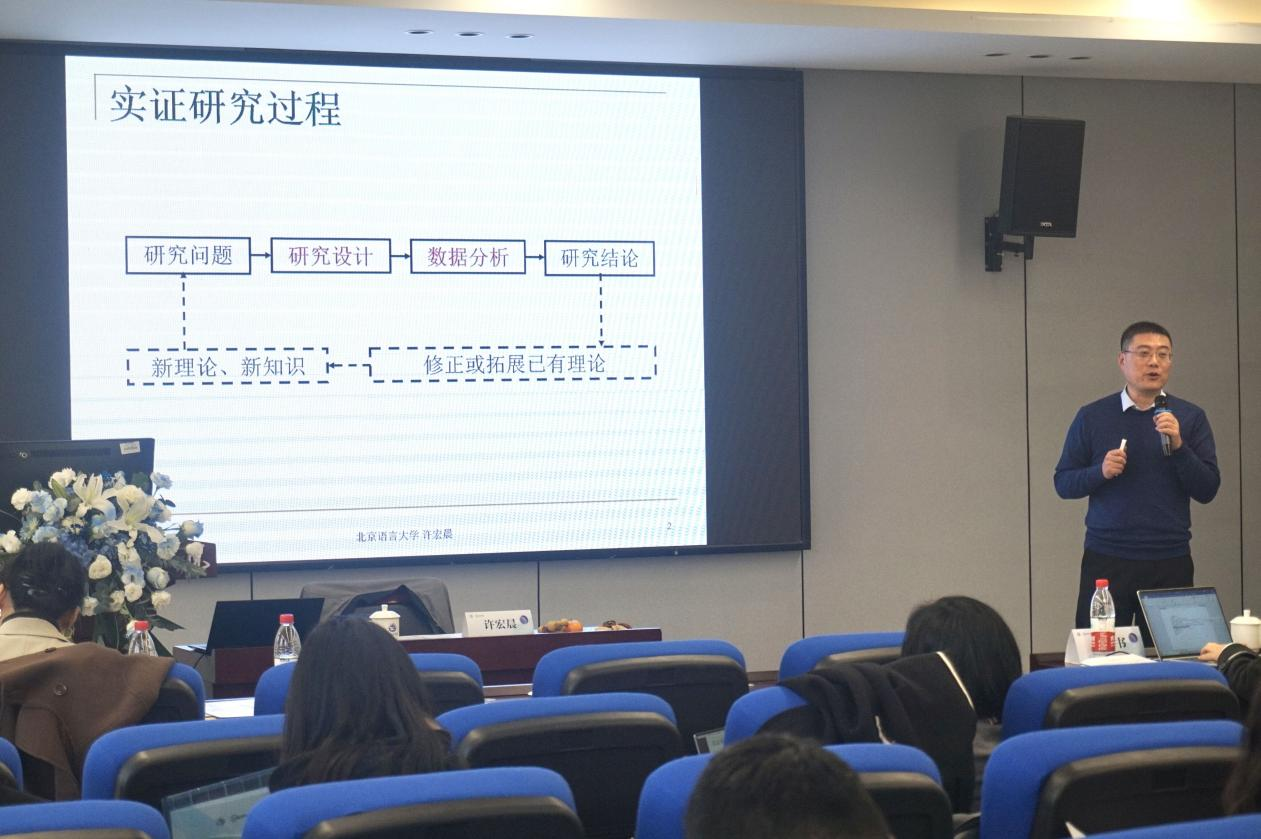 实证研究过程
研究问题
研究设计
数据分析
研究结论
新理论、新知识
修正或拓展已有理论
北京语言大学 许宏晨
2
许宏晨